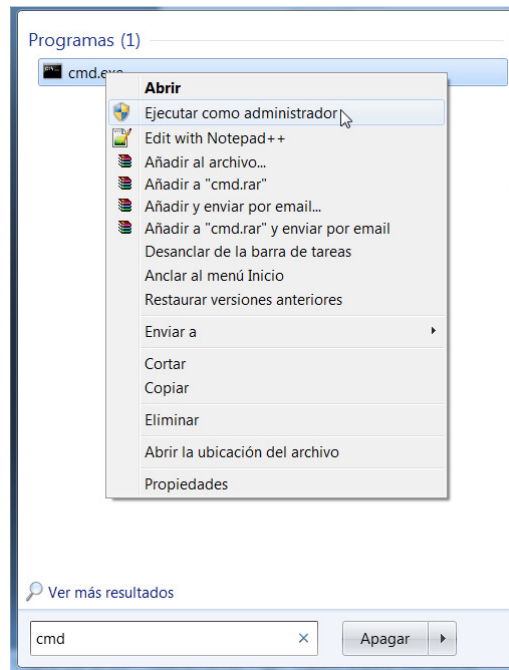 Programas (1)
cmd.exe
Abrir
Ejecutar como administrador
Edit with Notepad++
Añadir al archivo...
Añadir a "cmd.rar"
Añadir y enviar por email...
Añadir a "cmd.rar" y enviar por email
Desanclar de la barra de tareas
Anclar al menú Inicio
Restaurar versiones anteriores
Enviar a
Cortar
Copiar
Eliminar
Abrir la ubicación del archivo
Propiedades
Ver más resultados
cmd
Apagar